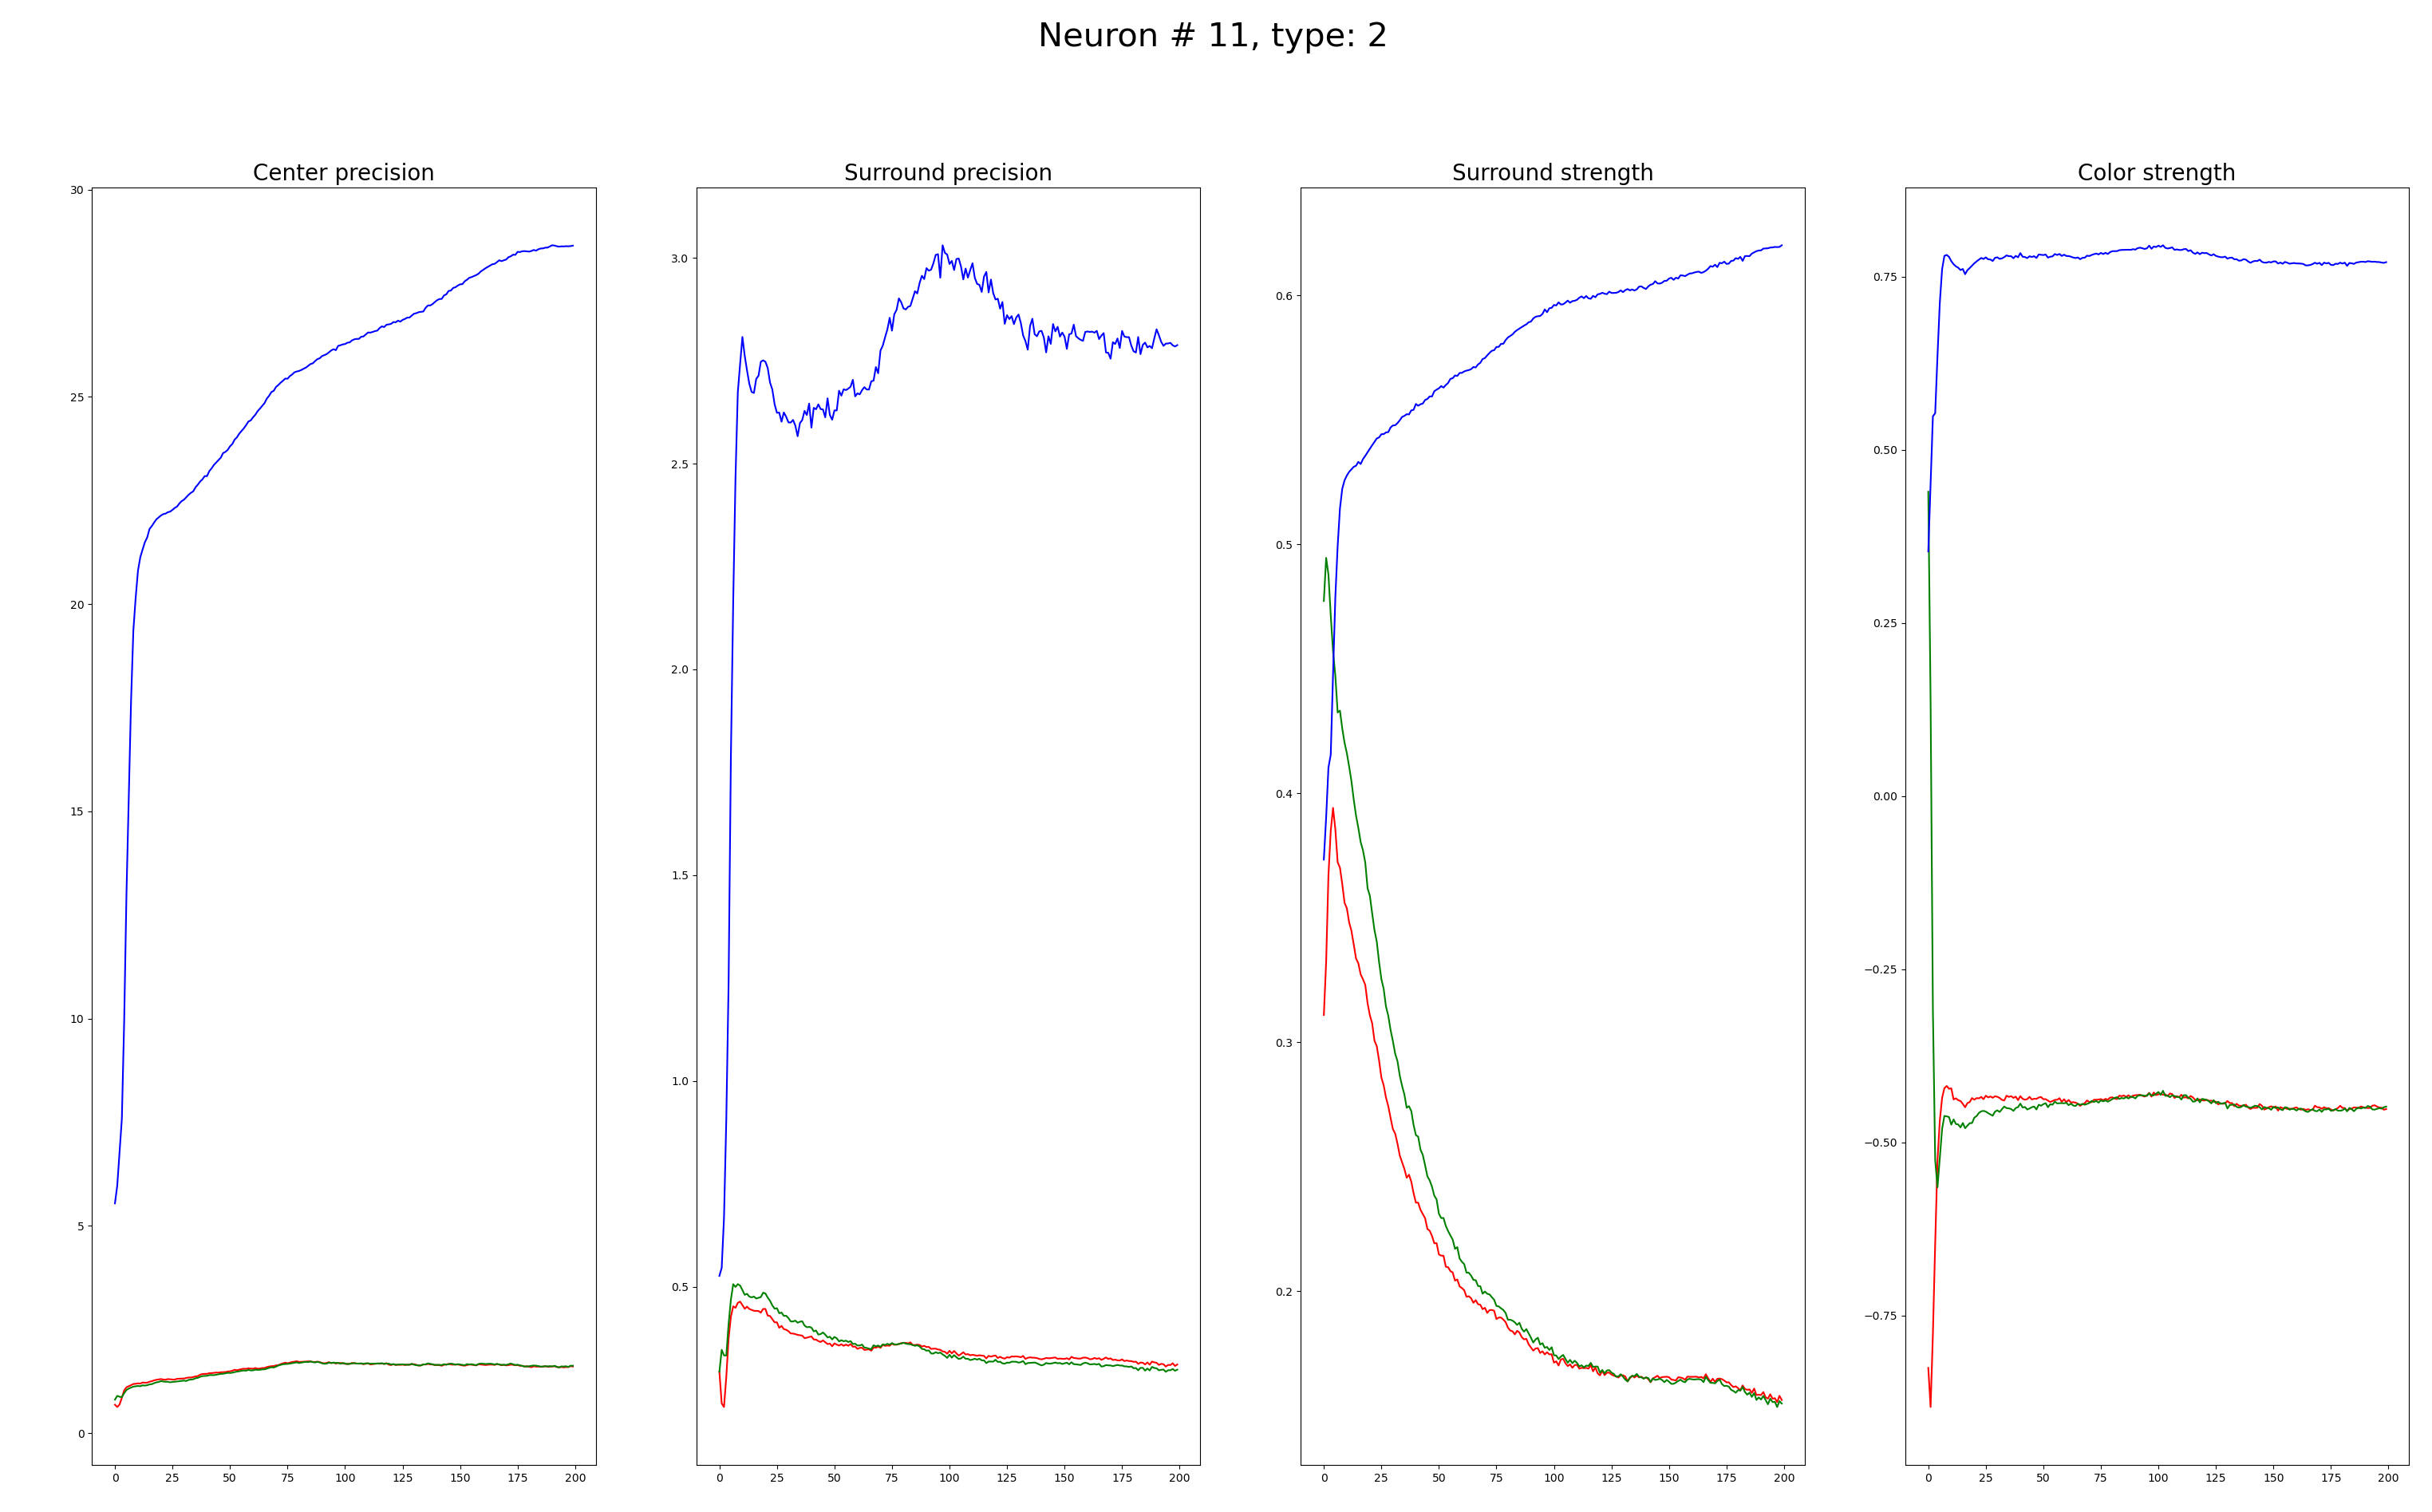 Neuron # 11, type: 2
Center precision
Surround precision
Surround strength
Color strength
30
25
20
15
10
5
0
0 25 50 75 100 125 150 175 200
3.0
2.5
2.0
1.5
1.0
0.5
0 25 50 75 100 125 150 175 200
0.6
0.5
0.4
0.3
0.2
0 25 50 75 100 125 150 175 200
0.75
0.50
0.25
0.00
−0.25
−0.50
−0.75
0 25 50 75 100 125 150 175 200